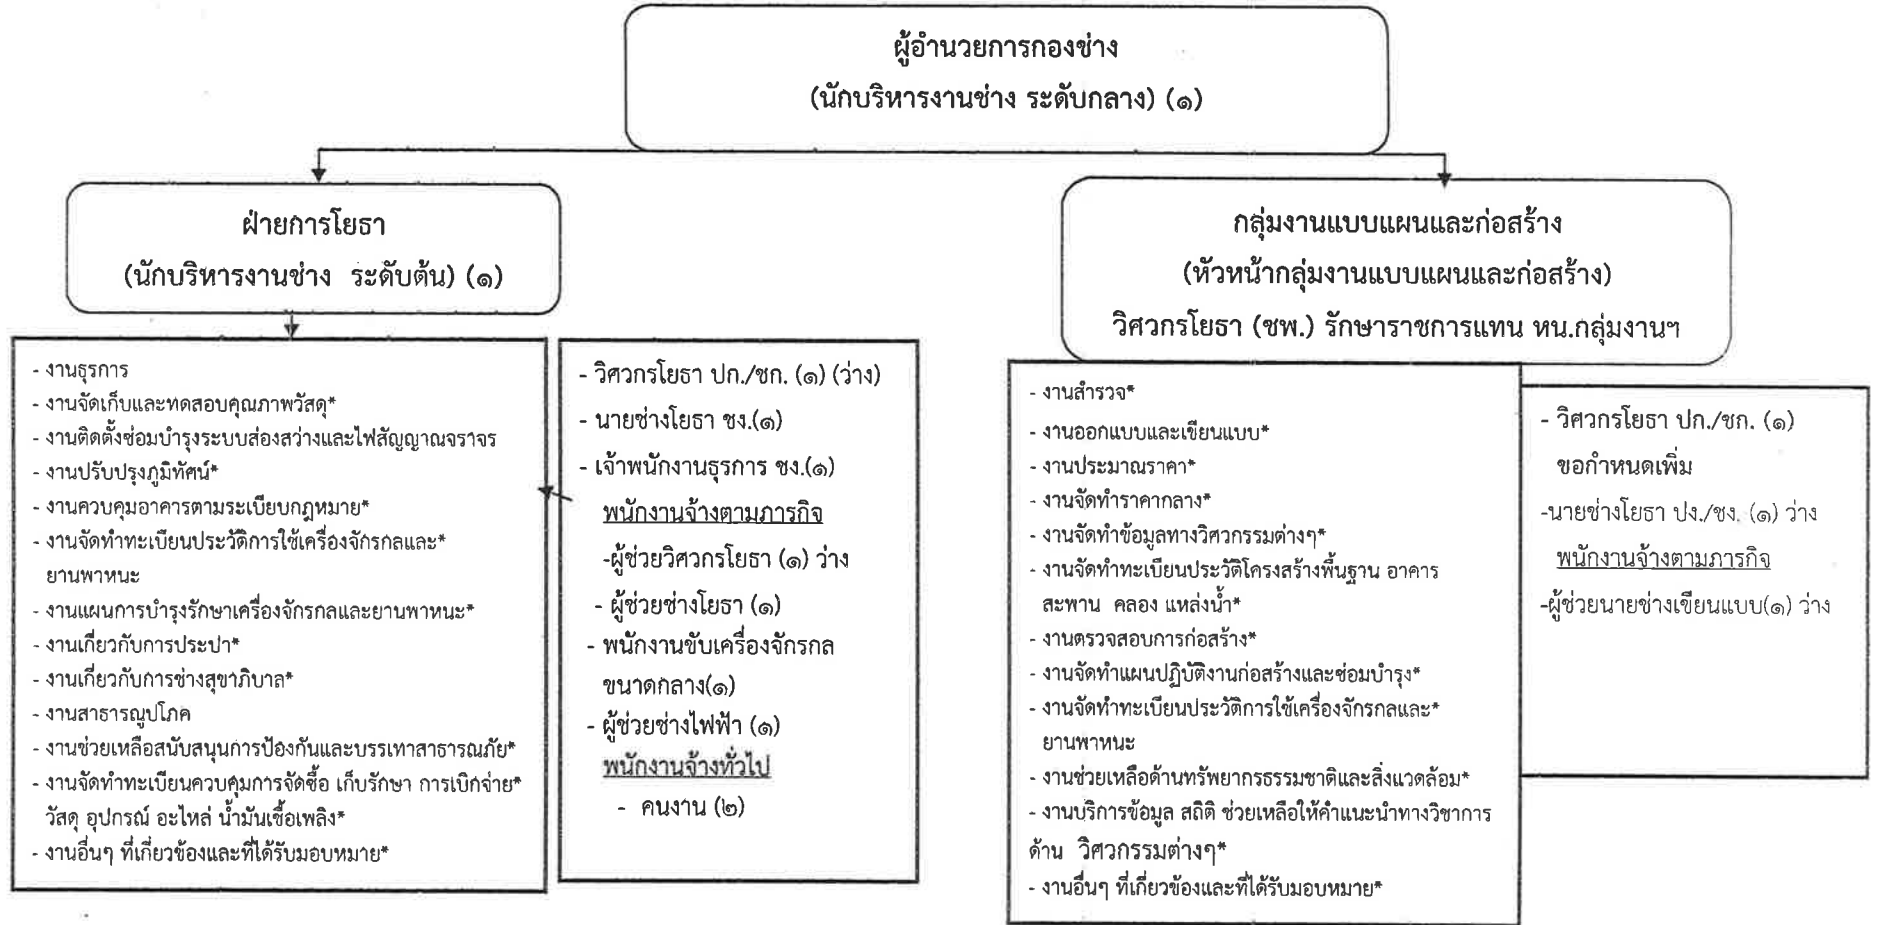 ผู้อำนวยการกองช่าง
(นักบริหารงานช่าง ระดับกลาง) (๑)
ฝ่ายการโยธา
(นักบริหารงานช่าง ระดับต้น) (๑)
- งานธุรการ
- งานจัดเก็บและทดสอบคุณภาพวัสดุ*
- งานติดตั้งซ่อมบำรุงระบบส่องสว่างและไฟสัญญาณจราจร
- งานปรับปรุงภูมิทัศน์*
- งานควบคุมอาคารตามระเบียบกฎหมาย*
- งานจัดทำทะเบียนประวัติการใช้เครื่องจักรกลและ*
ยานพาหนะ
- งานแผนการบำรุงรักษาเครื่องจักรกลและยานพาหนะ*
- งานเกี่ยวกับการประปา*
- งานเกี่ยวกับการช่างสุขาภิบาล*
- งานสาธารณูปโภค
- งานช่วยเหลือสนับสนุนการป้องกันและบรรเทาสาธารณภัย*
- งานจัดทำทะเบียนควบคุมการจัดซื้อ เก็บรักษา การเบิกจ่าย*
วัสดุ อุปกรณ์ อะไหล่ น้ำมันเชื้อเพลิง*
- งานอื่นๆ ที่เกี่ยวข้องและที่ได้รับมอบหมาย*
- วิศวกรโยธา ปก./ชก. (๑) (ว่าง)
- นายช่างโยธา ชง.(๑)
- เจ้าพนักงานธุรการ ชง.(๑)
พนักงานจ้างตามภารกิจ
-ผู้ช่วยวิศวกรโยธา (๑) ว่าง
- ผู้ช่วยช่างโยธา (๑)
- พนักงานขับเครื่องจักรกล
ขนาดกลาง(๑)
- ผู้ช่วยช่างไฟฟ้า (๑)
พนักงานจ้างทั่วไป
- คนงาน (๒)
กลุ่มงานแบบแผนและก่อสร้าง
(หัวหน้ากลุ่มงานแบบแผนและก่อสร้าง)
วิศวกรโยธา (ชพ.) รักษาราชการแทน หน.กลุ่มงานฯ
- งานสำรวจ*
- งานออกแบบและเขียนแบบ*
- งานประมาณราคา*
- งานจัดทำราคากลาง*
- งานจัดทำข้อมูลทางวิศวกรรมต่างๆ*
- งานจัดทำทะเบียนประวัติโครงสร้างพื้นฐาน อาคาร
สะพาน คลอง แหล่งน้ำ*
- งานตรวจสอบการก่อสร้าง*
- งานจัดทำแผนปฏิบัติงานก่อสร้างและซ่อมบำรุง*
- งานจัดทำทะเบียนประวัติการใช้เครื่องจักรกลและ*
ยานพาหนะ
- งานช่วยเหลือด้านทรัพยากรธรรมชาติและสิ่งแวดล้อม*
- งานบริการข้อมูล สถิติ ช่วยเหลือให้คำแนะนำทางวิชาการ
ด้าน วิศวกรรมต่างๆ*
- งานอื่นๆ ที่เกี่ยวข้องและที่ได้รับมอบหมาย*
- วิศวกรโยธา ปก./ชก. (๑)
ขอกำหนดเพิ่ม
-นายช่างโยธา ปง./ชง. (๑) ว่าง
พนักงานจ้างตามภารกิจ
-ผู้ช่วยนายช่างเขียนแบบ(๑) ว่าง